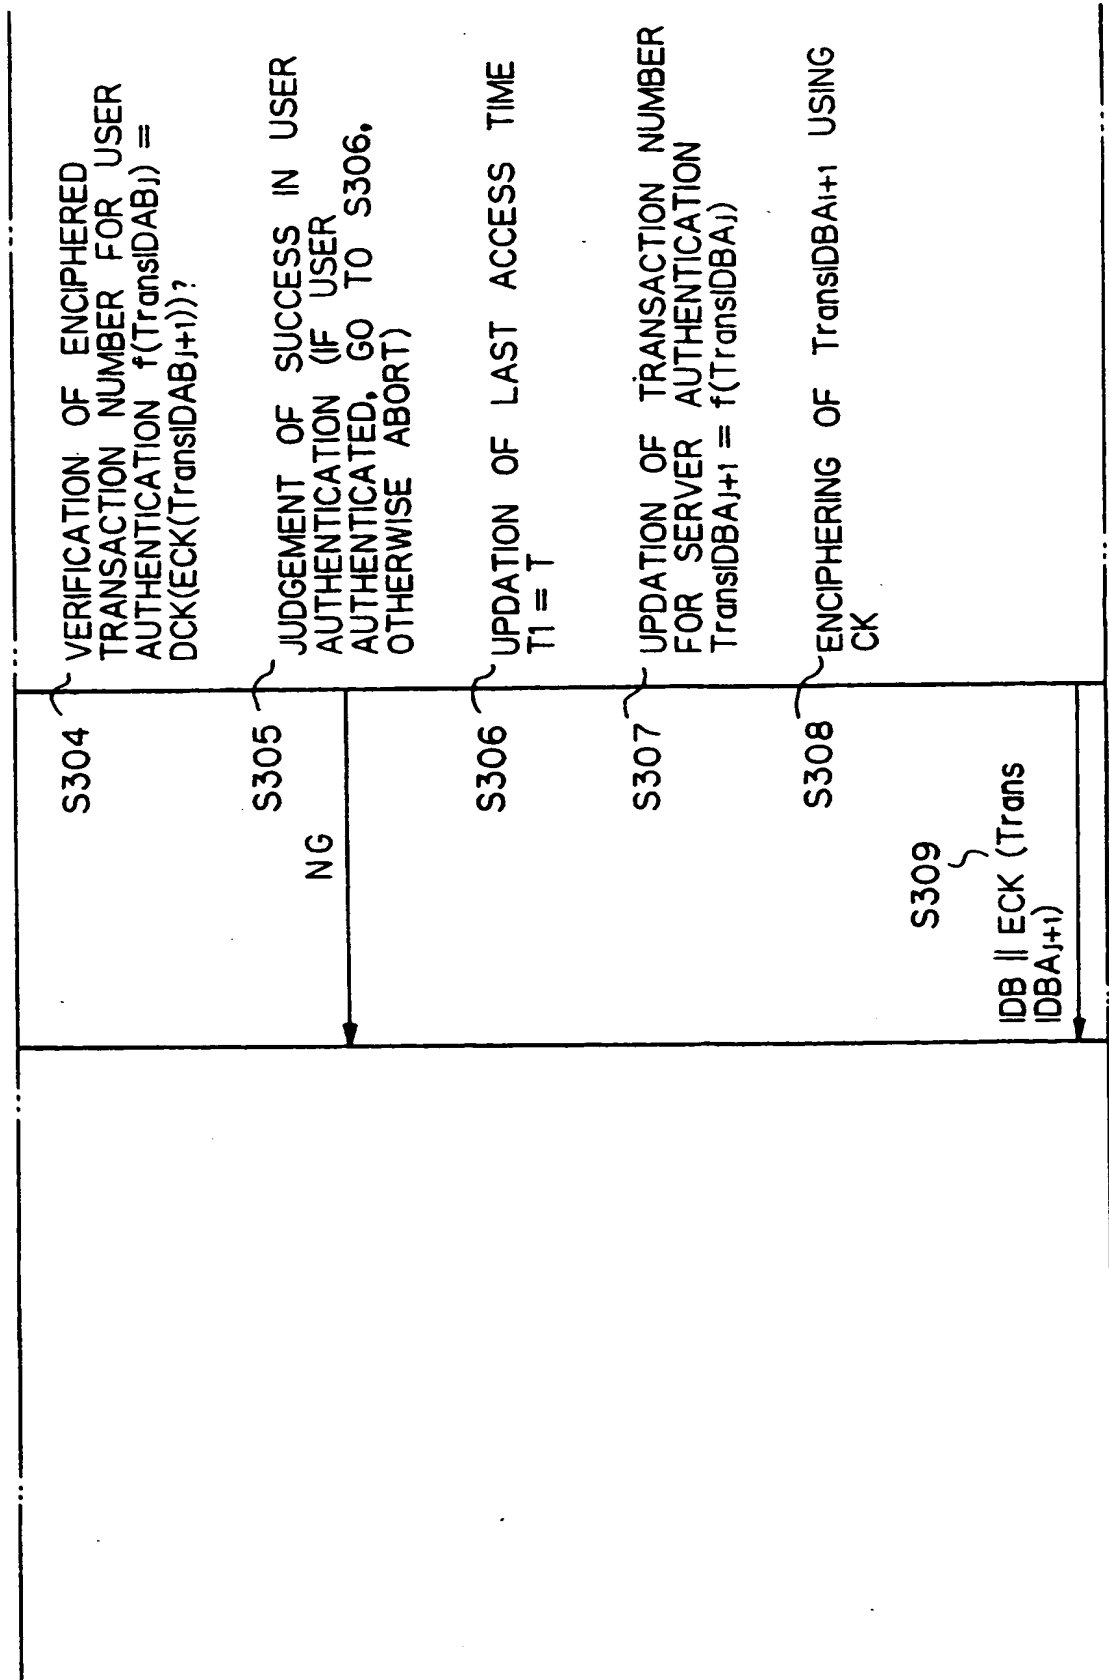 S304
VERIFICATION OF ENCIPHERED
TRANSACTION NUMBER FOR USER
AUTHENTICATION f(TransIDABj) =
DCK(ECK(TransIDABj+1))?
S305
JUDGEMENT OF SUCCESS IN USER
AUTHENTICATION (IF USER
AUTHENTICATED, GO TO S306,
OTHERWISE ABORT)
NG
S306
UPDATION OF LAST ACCESS TIME
T1 = T
S307
UPDATION OF TRANSACTION NUMBER
FOR SERVER AUTHENTICATION
TransIDBAj+1 = f(TransIDBAj)
S308
ENCIPHERING OF TransIDBAi+1 USING
CK
S309
IDB || ECK (Trans
IDBAj+1)